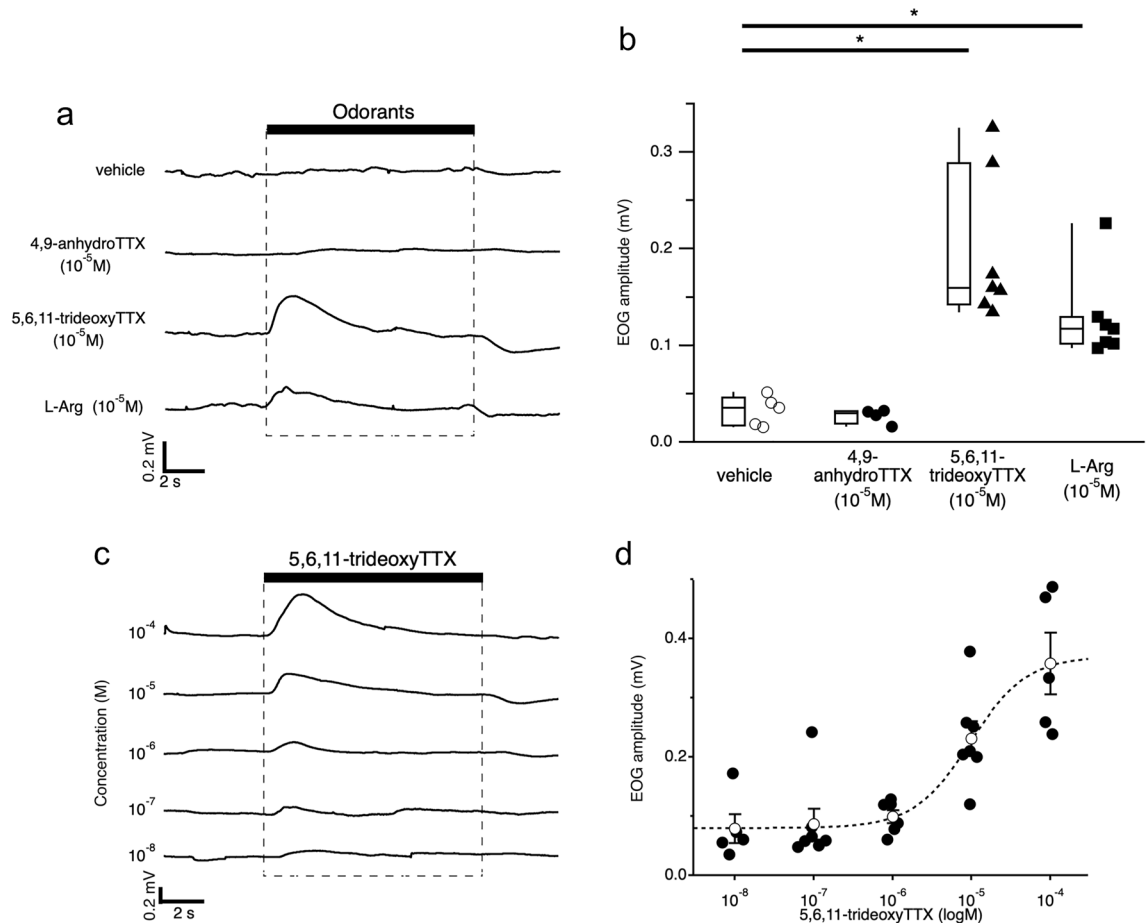 a
Odorants
vehicle
4,9-anhydroTTX
(10⁻⁵M)
5,6,11-trideoxyTTX
(10⁻⁵M)
L-Arg (10⁻⁵M)
0.2 mV
2 s
b
*
*
EOG amplitude (mV)
0.3
0.2
0.1
0.0
vehicle
4,9-
anhydroTTX
(10⁻⁵M)
5,6,11-
trideoxyTTX
(10⁻⁵M)
L-Arg
(10⁻⁵M)
c
5,6,11-trideoxyTTX
Concentration (M)
10⁻⁴
10⁻⁵
10⁻⁶
10⁻⁷
10⁻⁸
0.2 mV
2 s
d
EOG amplitude (mV)
0.4
0.2
0.0
10⁻⁸ 10⁻⁷ 10⁻⁶ 10⁻⁵ 10⁻⁴
5,6,11-trideoxyTTX (logM)